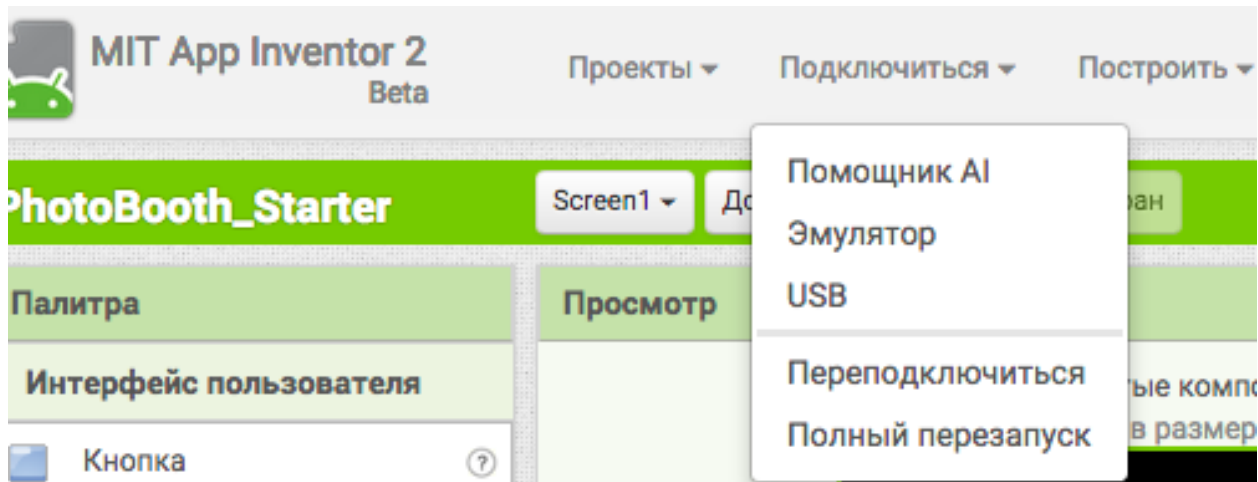 MIT App Inventor 2
Beta
Проекты
Подключиться
Построить
PhotoBooth_Starter
Screen1
Помощник AI
Эмулятор
USB
Переподключиться
Полный перезапуск
Палитра
Просмотр
Интерфейс пользователя
Кнопка
?
в размер